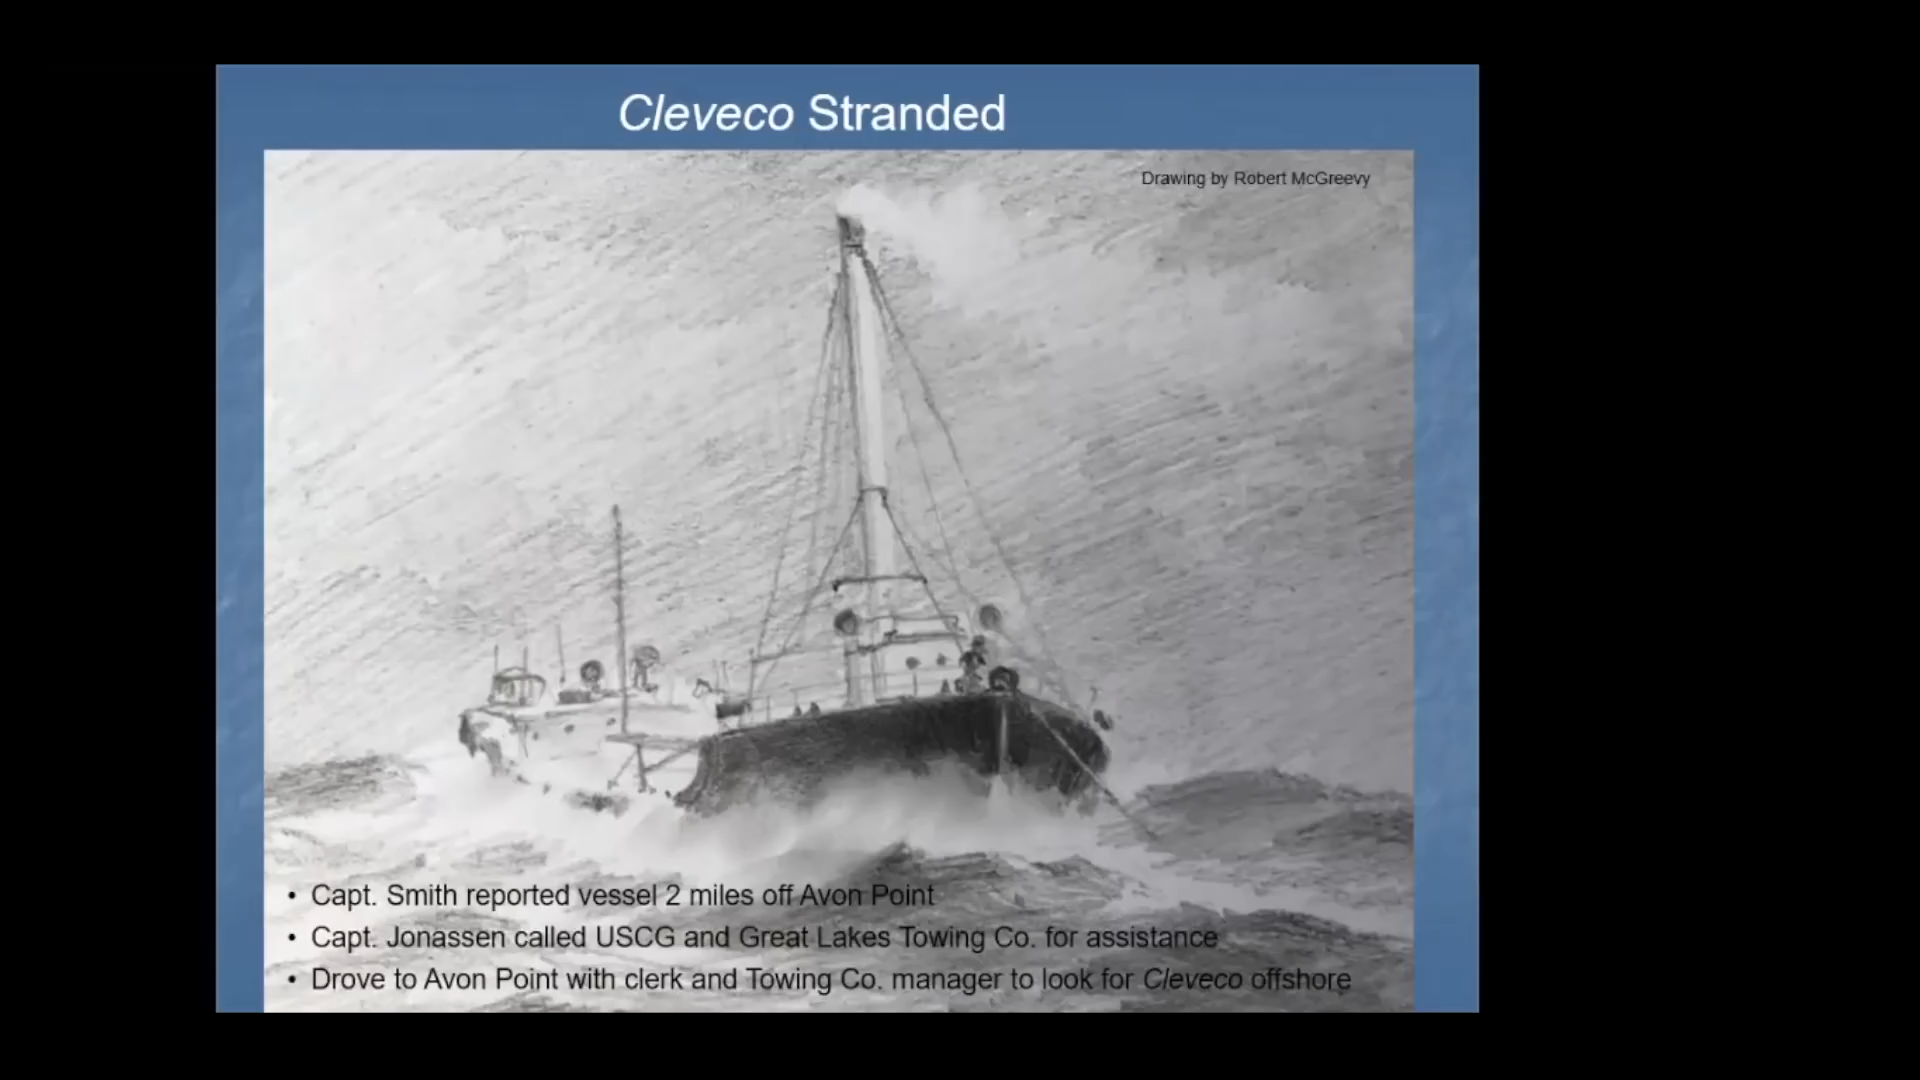 Cleveco Stranded
Drawing by Robert McGreevy
• Capt. Smith reported vessel 2 miles off Avon Point
• Capt. Jonassen called USCG and Great Lakes Towing Co. for assistance
• Drove to Avon Point with clerk and Towing Co. manager to look for Cleveco offshore